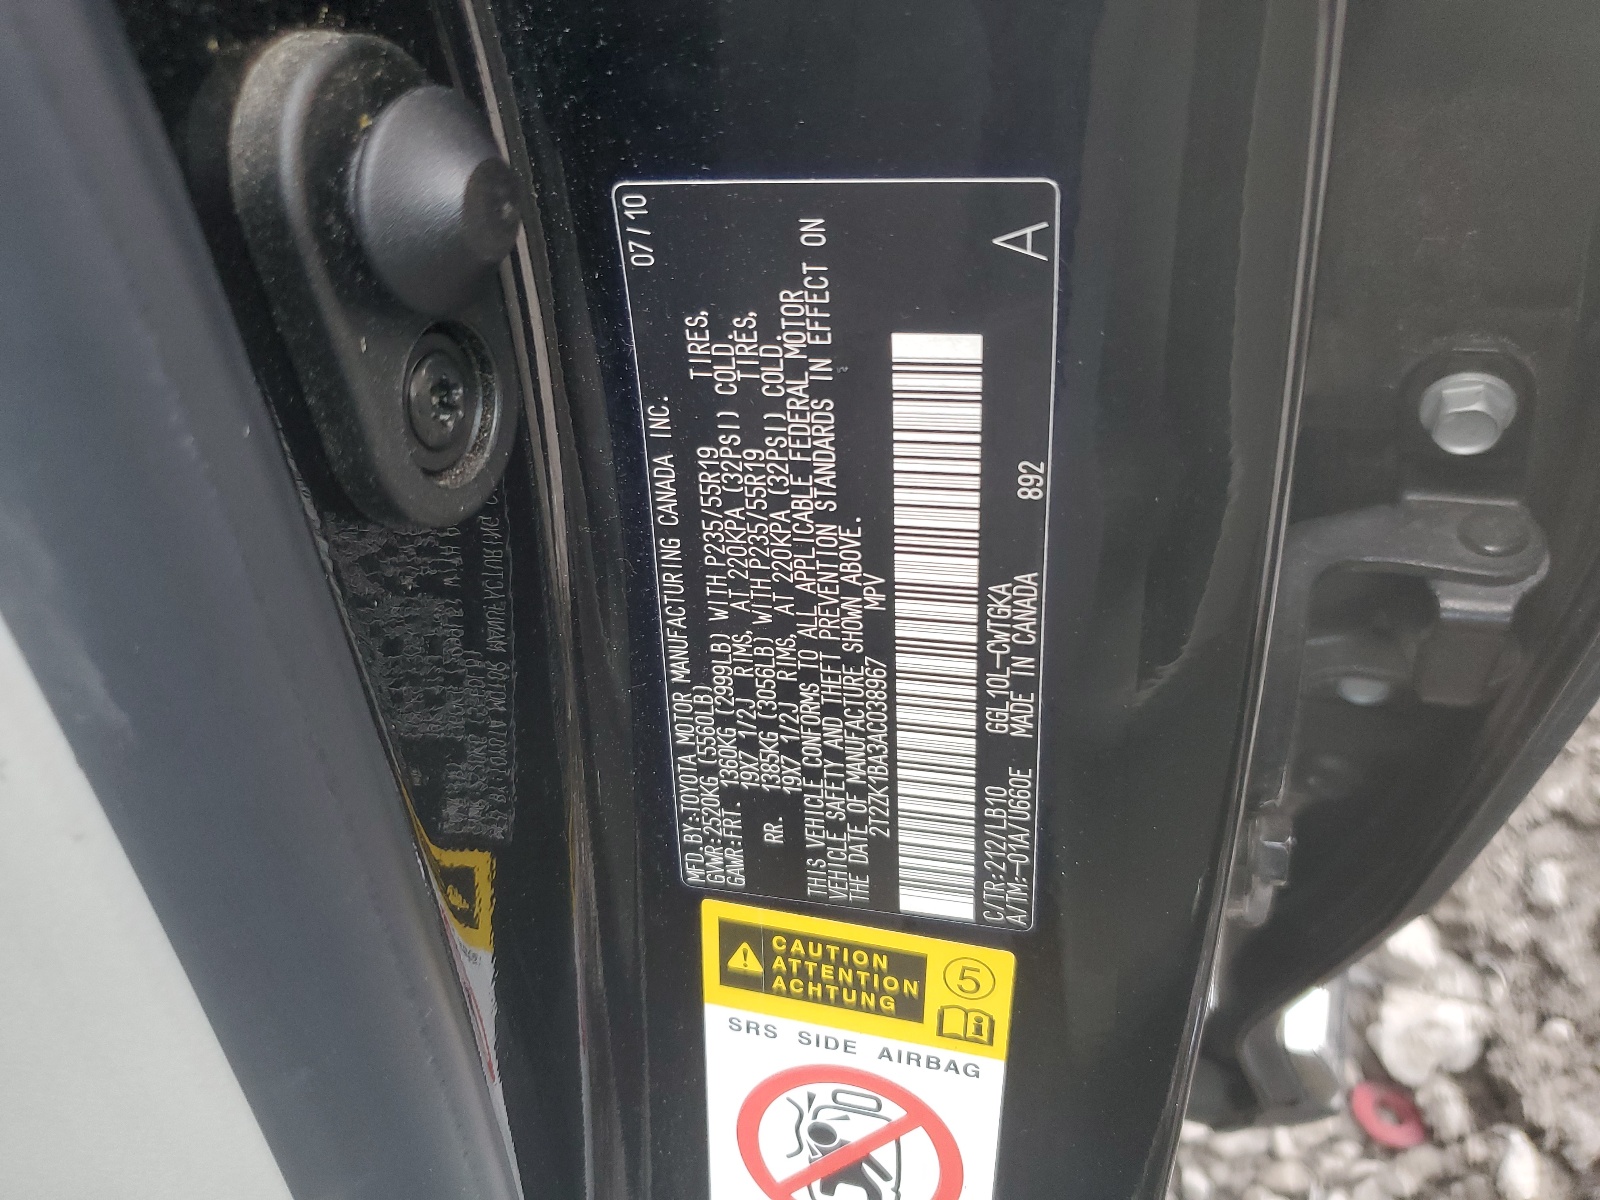 07/10
MFD. BY: TOYOTA MOTOR MANUFACTURING CANADA INC.
GVWR: 2520KG (5560LB)
GAWR: FRT. 1360KG (2999LB) WITH P235/55R19 TIRES,
19X7 1/2J RIMS, AT 220KPA (32PSI) COLD.
RR. 1385KG (3056LB) WITH P235/55R19 TIRES,
19X7 1/2J RIMS, AT 220KPA (32PSI) COLD.
THIS VEHICLE CONFORMS TO ALL APPLICABLE FEDERAL MOTOR
VEHICLE SAFETY AND THEFT PREVENTION STANDARDS IN EFFECT ON
THE DATE OF MANUFACTURE SHOWN ABOVE.
2T2ZK1BA3AC038967 MPV
C/TR: 212/LB10 GGL10L-CWTGKA A
A/TM: -01A/U660E MADE IN CANADA 892
CAUTION
ATTENTION
ACHTUNG
5
i
SRS SIDE AIRBAG